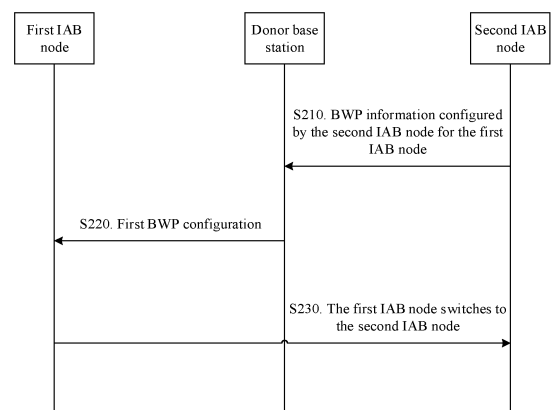 First IAB
node
Donor base
station
Second IAB
node
S210. BWP information configured
by the second IAB node for the first
IAB node
S220. First BWP configuration
S230. The first IAB node switches to
the second IAB node